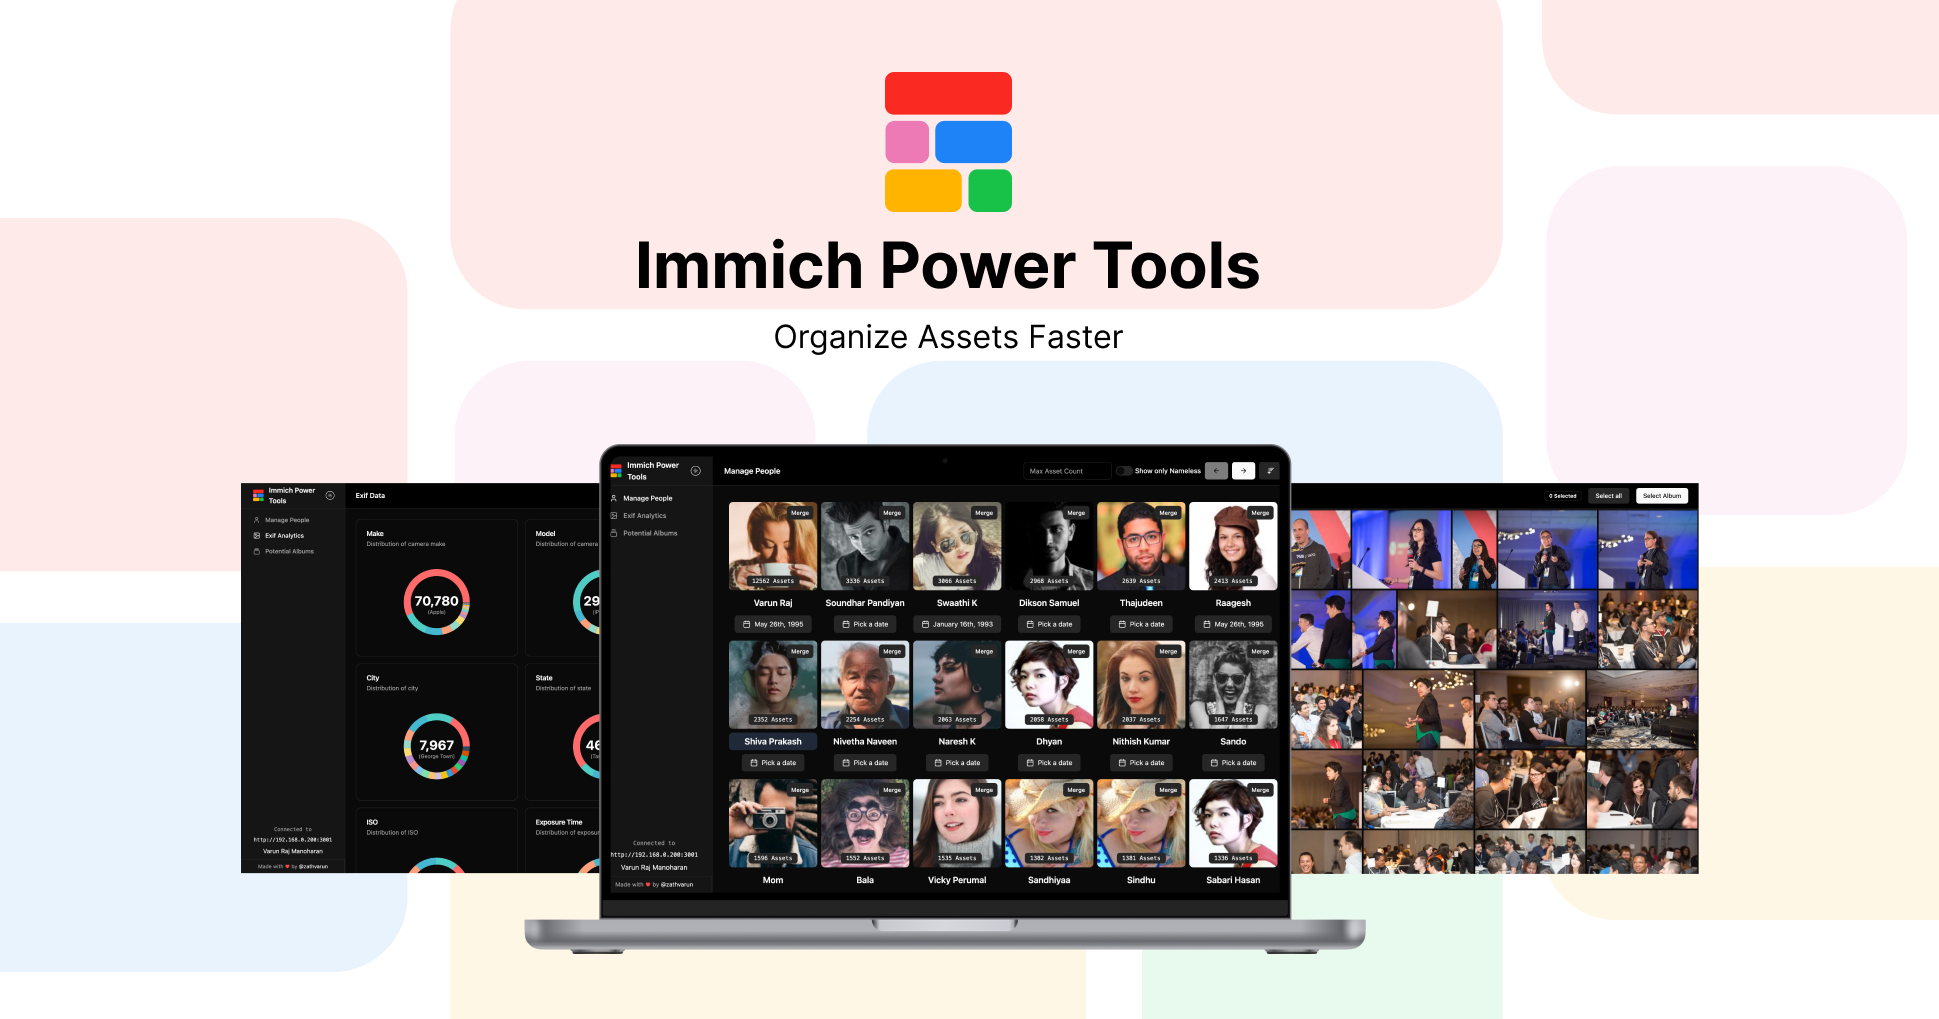 Immich Power Tools
Organize Assets Faster
Immich Power
Tools
Manage People
Exif Analytics
Potential Albums
Connected to
http://192.168.0.200:3001
Varun Raj Manoharan
Made with ❤ by @zathvarun
Exif Data
Make
Distribution of camera make
70,780
(Apple)
Model
Distribution of camera
29
City
Distribution of city
7,967
(George Town)
State
Distribution of state
46
ISO
Distribution of ISO
Exposure Time
Distribution of exposur
Immich Power
Tools
Manage People
Exif Analytics
Potential Albums
Connected to
http://192.168.0.200:3001
Varun Raj Manoharan
Made with ❤ by @zathvarun
Manage People
Max Asset Count
Show only Nameless
Merge Merge Merge Merge Merge Merge
12562 Assets 3336 Assets 3066 Assets 2968 Assets 2639 Assets 2413 Assets
Varun Raj Soundhar Pandiyan Swaathi K Dikson Samuel Thajudeen Raagesh
May 26th, 1995 Pick a date January 16th, 1993 Pick a date Pick a date May 26th, 1995
Merge Merge Merge Merge Merge Merge
2352 Assets 2254 Assets 2063 Assets 2058 Assets 2037 Assets 1647 Assets
Shiva Prakash Nivetha Naveen Naresh K Dhyan Nithish Kumar Sando
Pick a date Pick a date Pick a date Pick a date Pick a date Pick a date
Merge Merge Merge Merge Merge Merge
1596 Assets 1552 Assets 1535 Assets 1382 Assets 1381 Assets 1336 Assets
Mom Bala Vicky Perumal Sandhiyaa Sindhu Sabari Hasan
0 Selected
Select all
Select Album